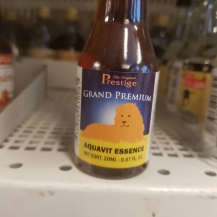 The Original
Prestige
GRAND PREMIUM
AQUAVIT ESSENCE
NET CONT. 20ML - 0.67 FL. OZ